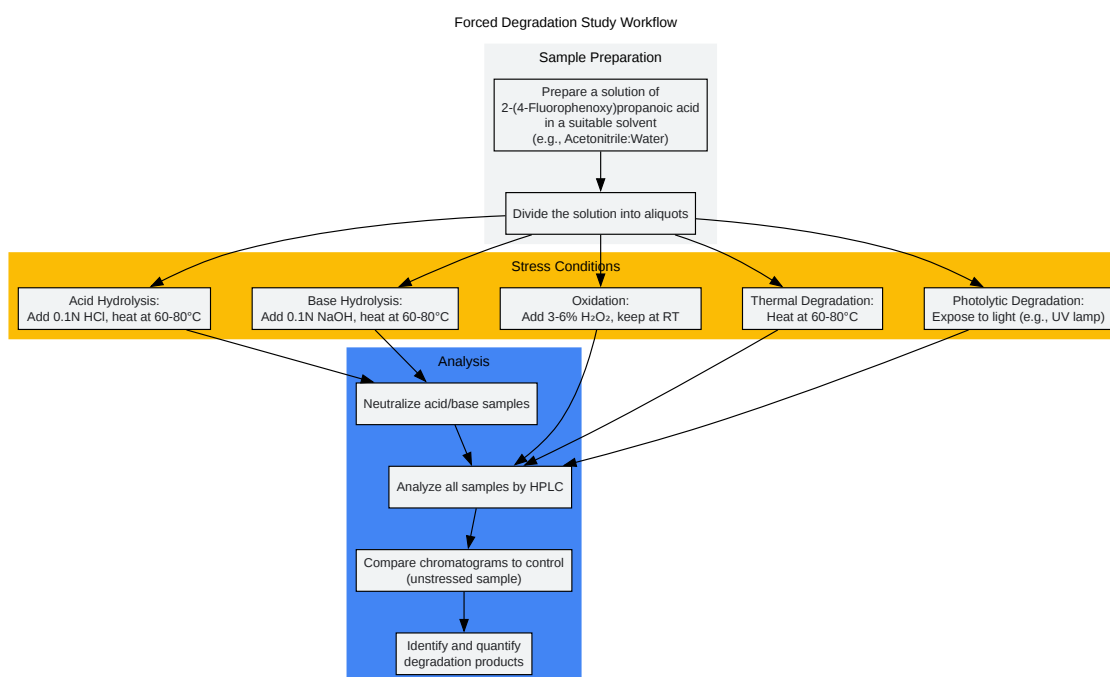 Forced Degradation Study Workflow
Sample Preparation
Prepare a solution of
2-(4-Fluorophenoxy)propanoic acid
in a suitable solvent
(e.g., Acetonitrile:Water)
Divide the solution into aliquots
Stress Conditions
Acid Hydrolysis:
Add 0.1N HCl, heat at 60-80°C
Base Hydrolysis:
Add 0.1N NaOH, heat at 60-80°C
Oxidation:
Add 3-6% H₂O₂, keep at RT
Thermal Degradation:
Heat at 60-80°C
Photolytic Degradation:
Expose to light (e.g., UV lamp)
Analysis
Neutralize acid/base samples
Analyze all samples by HPLC
Compare chromatograms to control
(unstressed sample)
Identify and quantify
degradation products